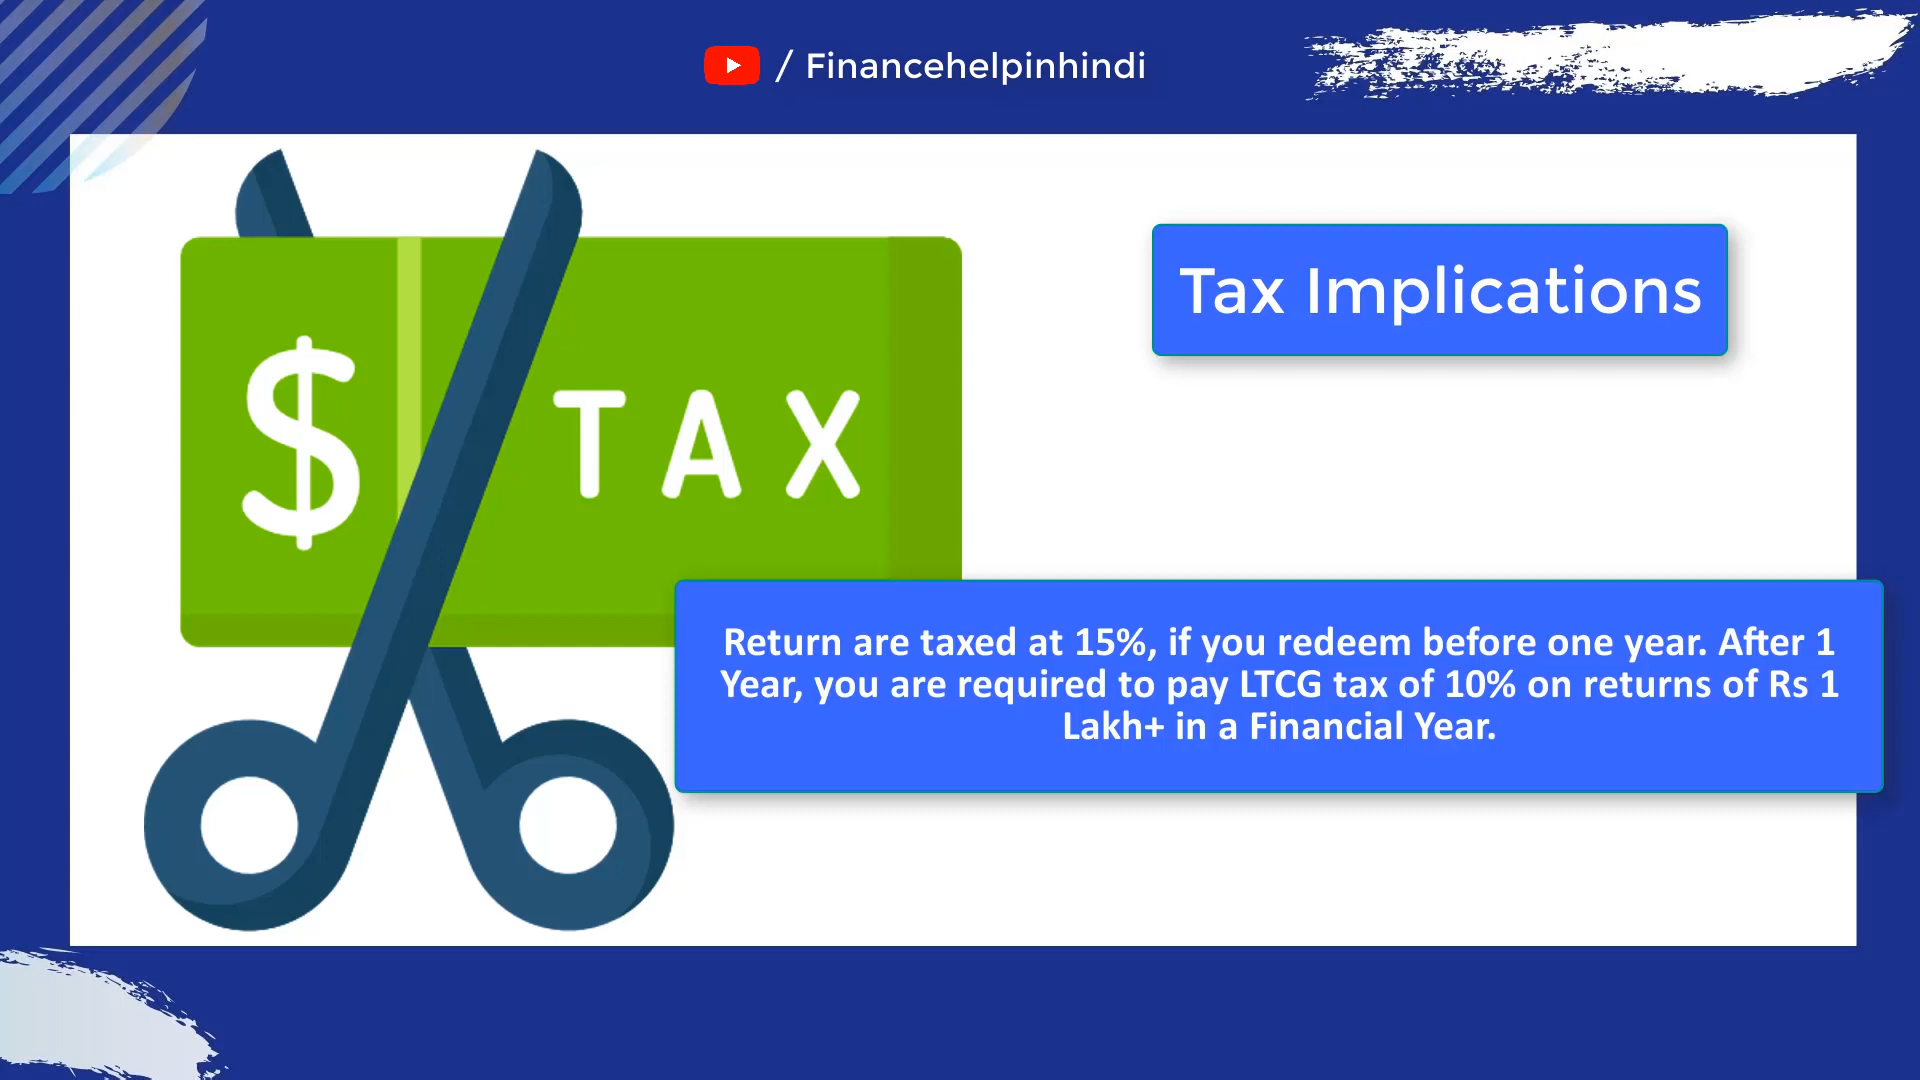 / Financehelpinhindi
Tax Implications
$ TAX
Return are taxed at 15%, if you redeem before one year. After 1
Year, you are required to pay LTCG tax of 10% on returns of Rs 1
Lakh+ in a Financial Year.